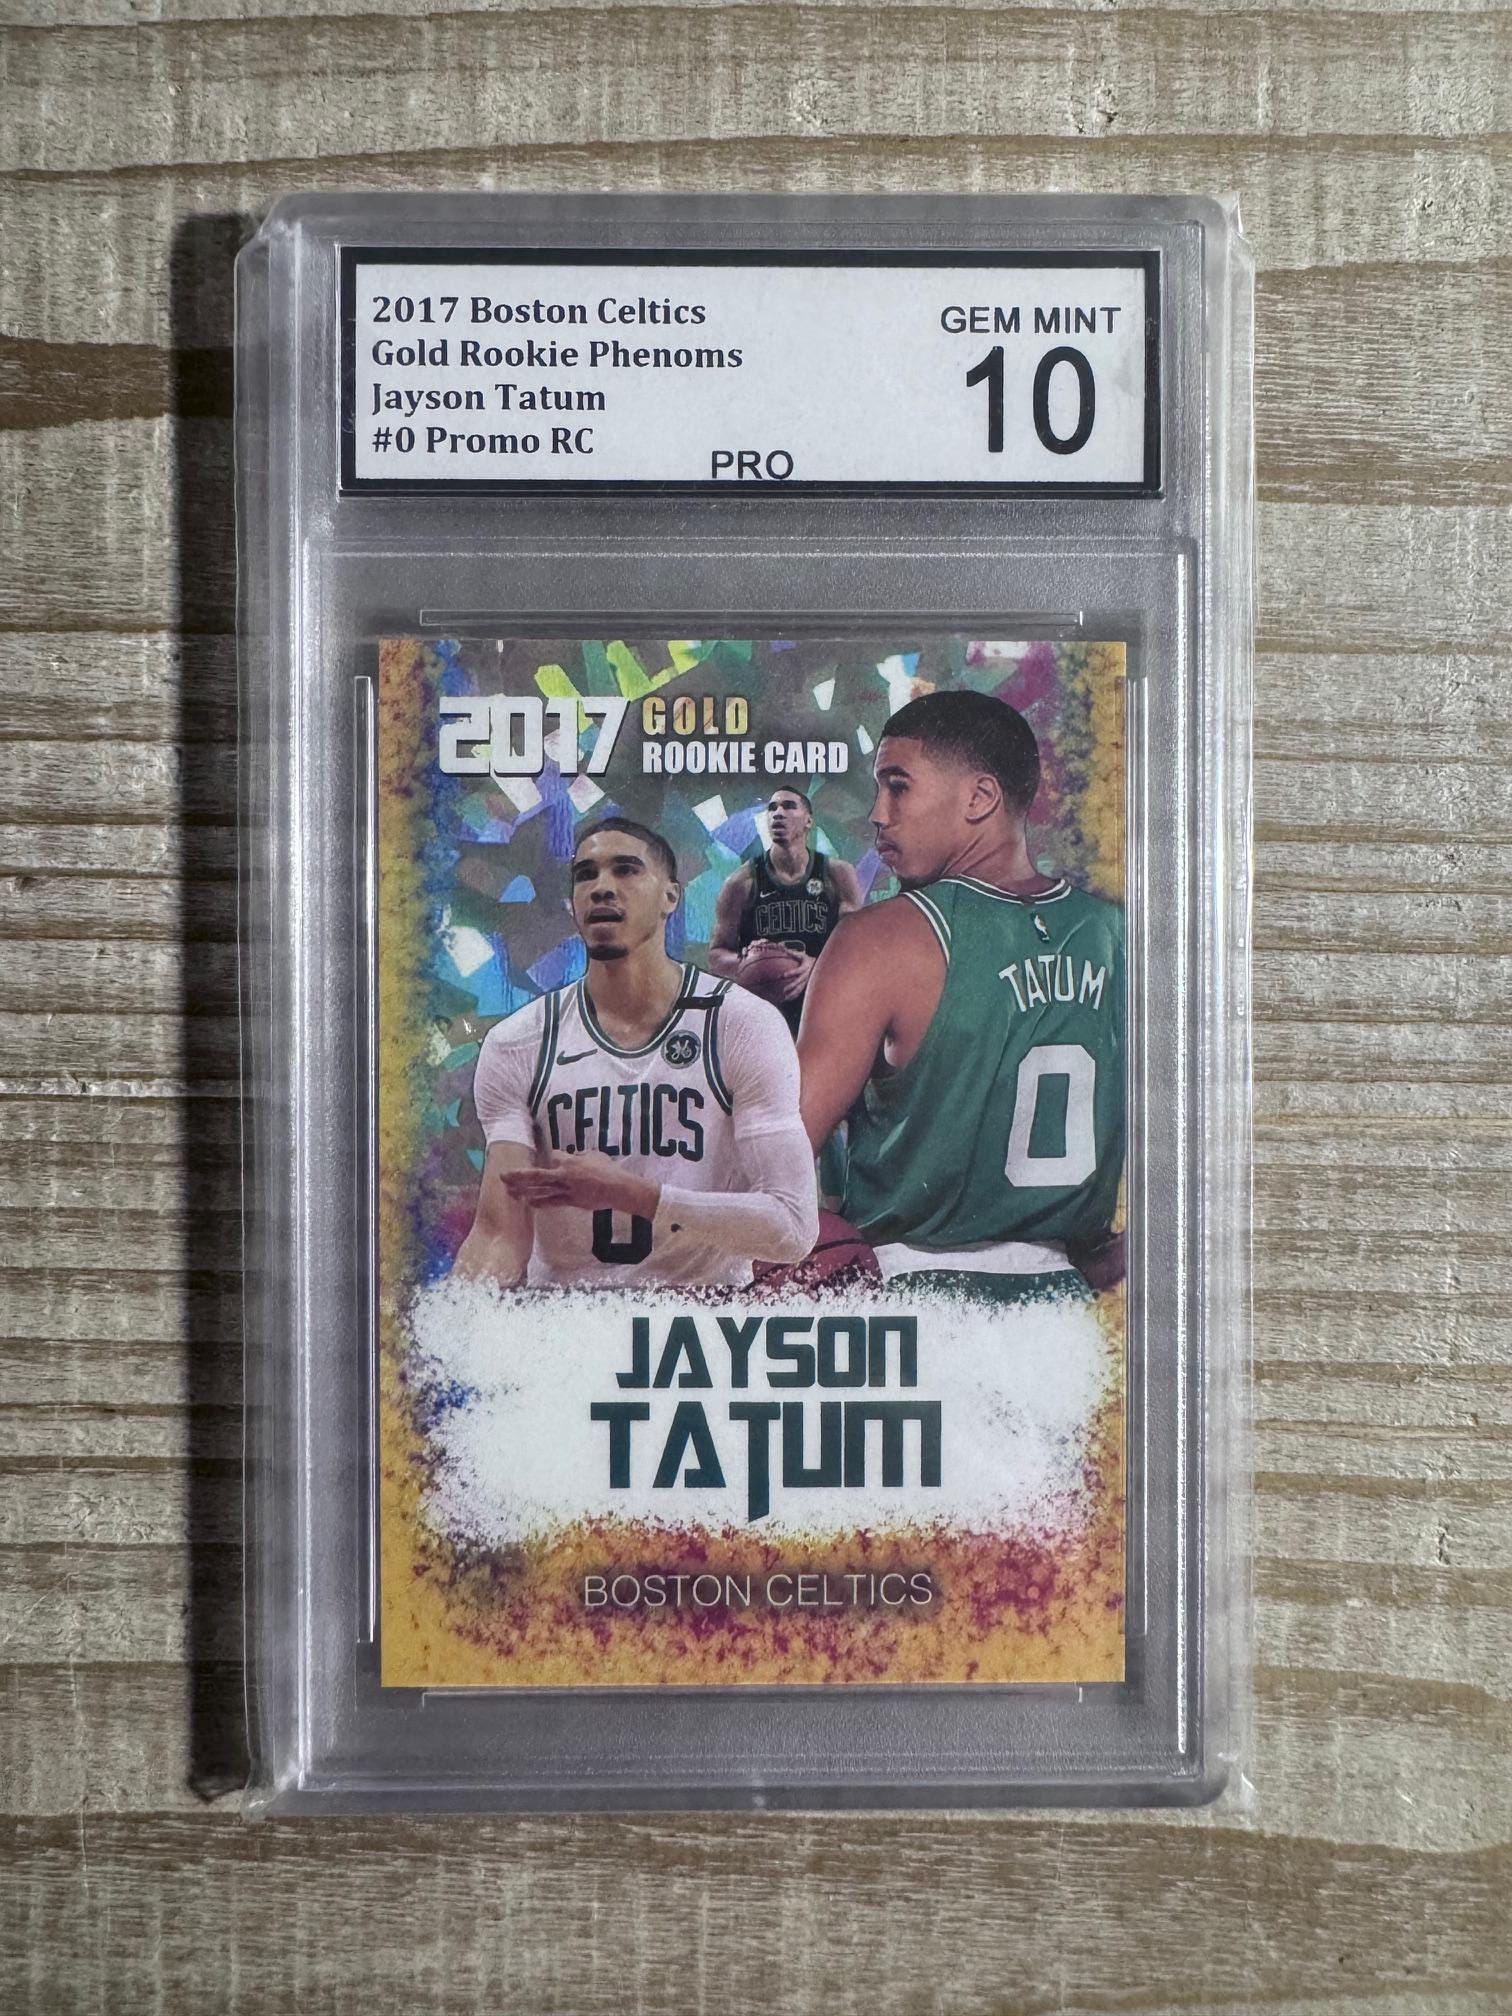 2017 Boston Celtics
Gold Rookie Phenoms
Jayson Tatum
#0 Promo RC
PRO
GEM MINT
10
2017 GOLD
ROOKIE CARD
CELTICS
TATUM
0
CELTICS
0
JAYSON
TATUM
BOSTON CELTICS